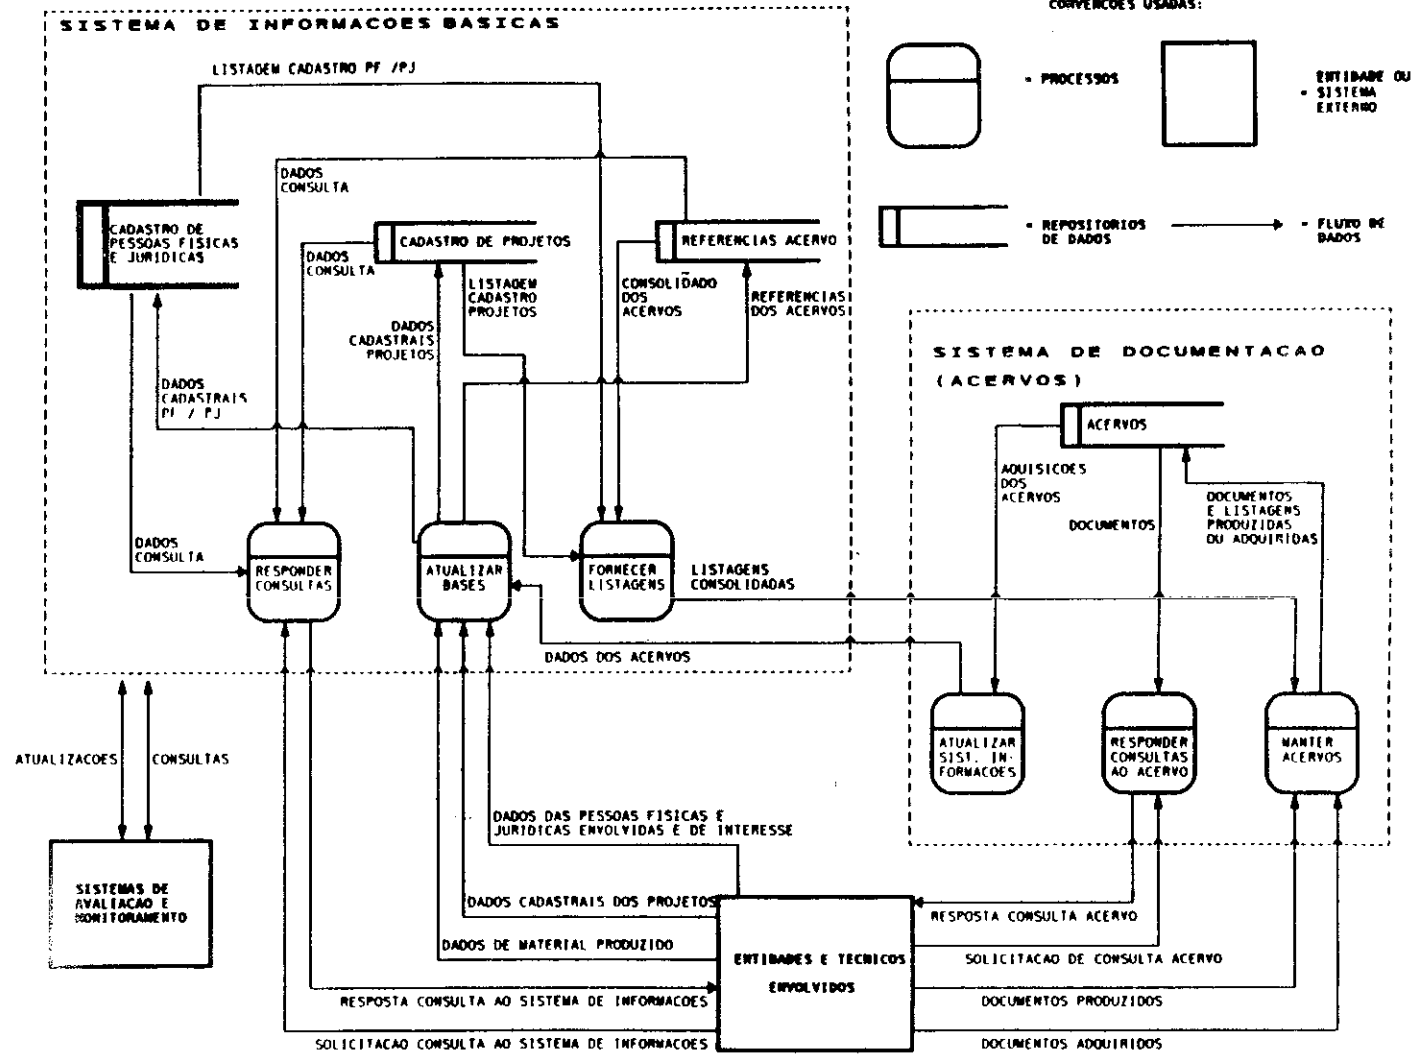 CONVENCOES USADAS:
SISTEMA DE INFORMACOES BASICAS
LISTAGEM CADASTRO PF /PJ
- PROCESSOS
ENTIDADE OU
- SISTEMA
EXTERNO
DADOS
CONSULTA
CADASTRO DE
PESSOAS FISICAS
E JURIDICAS
CADASTRO DE PROJETOS
REFERENCIAS ACERVO
- REPOSITORIOS
DE DADOS
- FLUXO DE
DADOS
DADOS
CONSULTA
LISTAGEM
CADASTRO
PROJETOS
CONSOLIDADO
DOS
ACERVOS
REFERENCIAS
DOS ACERVOS
DADOS
CADASTRAIS
PROJETOS
SISTEMA DE DOCUMENTACAO
(ACERVOS)
DADOS
CADASTRAIS
PF / PJ
ACERVOS
AQUISICOES
DOS
ACERVOS
DOCUMENTOS
DOCUMENTOS
E LISTAGENS
PRODUZIDAS
OU ADQUIRIDAS
DADOS
CONSULTA
RESPONDER
CONSULTAS
ATUALIZAR
BASES
FORNECER
LISTAGENS
LISTAGENS
CONSOLIDADAS
DADOS DOS ACERVOS
ATUALIZACOES
CONSULTAS
ATUALIZAR
SIST. IN-
FORMACOES
RESPONDER
CONSULTAS
AO ACERVO
MANTER
ACERVOS
DADOS DAS PESSOAS FISICAS E
JURIDICAS ENVOLVIDAS E DE INTERESSE
SISTEMAS DE
AVALIACAO E
MONITORAMENTO
DADOS CADASTRAIS DOS PROJETOS
RESPOSTA CONSULTA ACERVO
DADOS DE MATERIAL PRODUZIDO
ENTIDADES E TECNICOS
ENVOLVIDOS
SOLICITACAO DE CONSULTA ACERVO
RESPOSTA CONSULTA AO SISTEMA DE INFORMACOES
DOCUMENTOS PRODUZIDOS
SOLICITACAO CONSULTA AO SISTEMA DE INFORMACOES
DOCUMENTOS ADQUIRIDOS